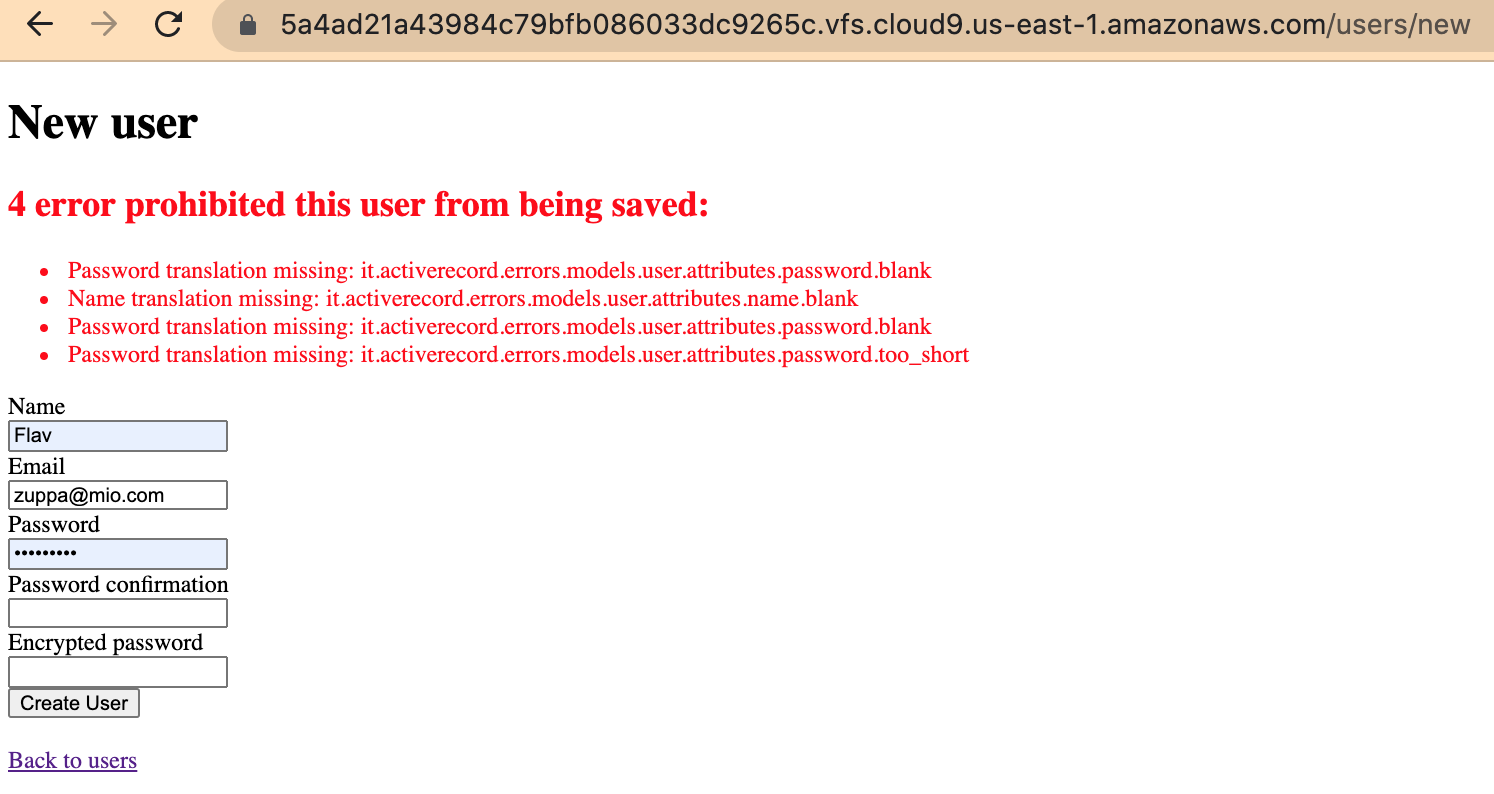 5a4ad21a43984c79bfb086033dc9265c.vfs.cloud9.us-east-1.amazonaws.com/users/new
New user
4 error prohibited this user from being saved:
• Password translation missing: it.activerecord.errors.models.user.attributes.password.blank
• Name translation missing: it.activerecord.errors.models.user.attributes.name.blank
• Password translation missing: it.activerecord.errors.models.user.attributes.password.blank
• Password translation missing: it.activerecord.errors.models.user.attributes.password.too_short
Name
Flav
Email
zuppa@mio.com
Password
•••••••••
Password confirmation
Encrypted password
Create User
Back to users